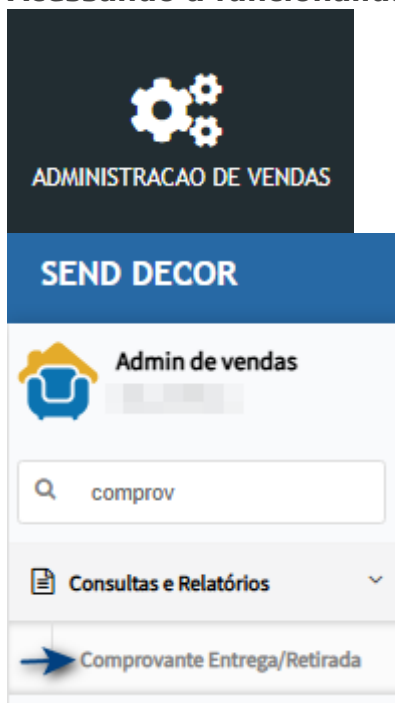 ADMINISTRACAO DE VENDAS
SEND DECOR
Admin de vendas
comprov
Consultas e Relatórios
Comprovante Entrega/Retirada